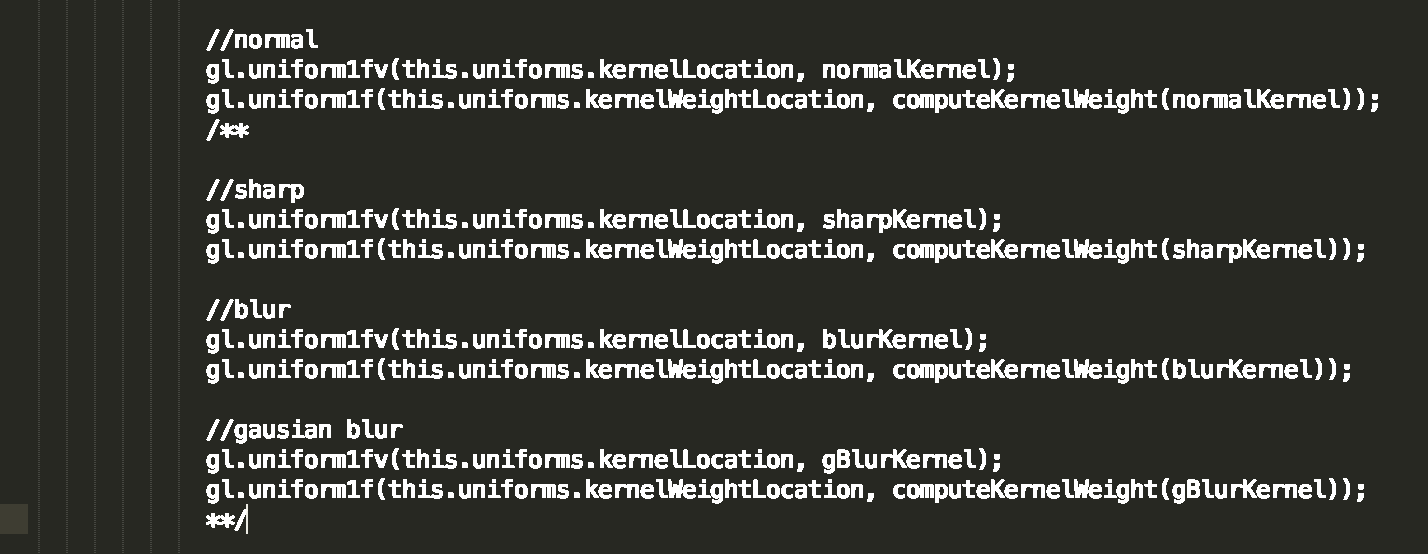 //normal
gl.uniform1fv(this.uniforms.kernelLocation, normalKernel);
gl.uniform1f(this.uniforms.kernelWeightLocation, computeKernelWeight(normalKernel));
/**
//sharp
gl.uniform1fv(this.uniforms.kernelLocation, sharpKernel);
gl.uniform1f(this.uniforms.kernelWeightLocation, computeKernelWeight(sharpKernel));
//blur
gl.uniform1fv(this.uniforms.kernelLocation, blurKernel);
gl.uniform1f(this.uniforms.kernelWeightLocation, computeKernelWeight(blurKernel));
//gausian blur
gl.uniform1fv(this.uniforms.kernelLocation, gBlurKernel);
gl.uniform1f(this.uniforms.kernelWeightLocation, computeKernelWeight(gBlurKernel));
**/